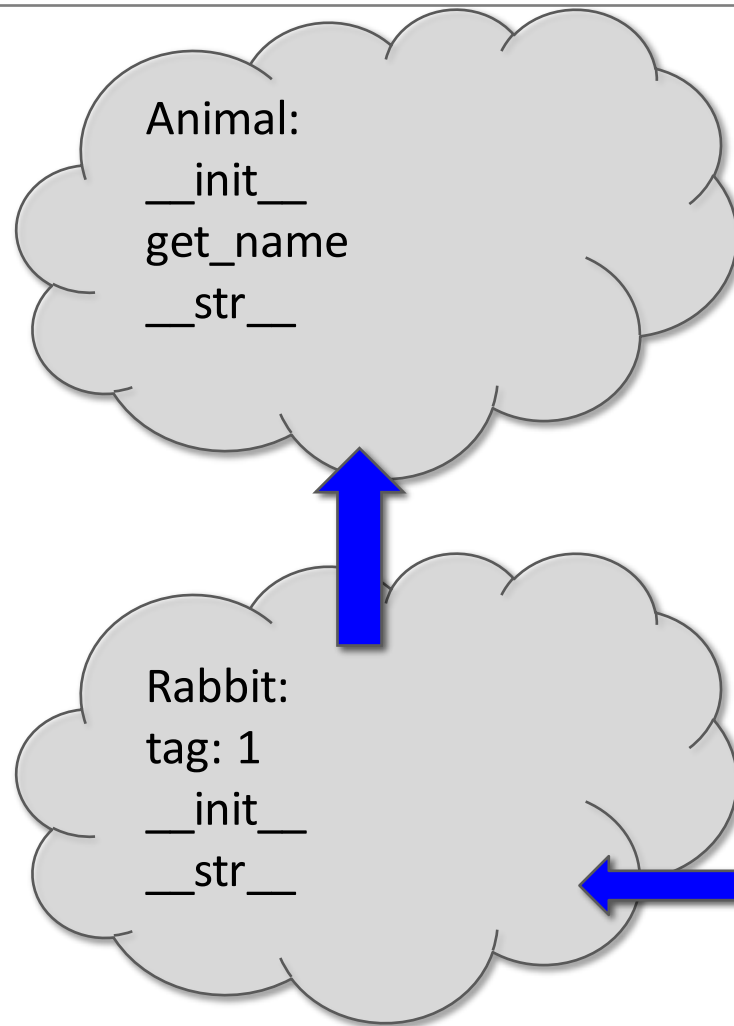 Animal:
__init__
get_name
__str__
Rabbit:
tag: 1
__init__
__str__